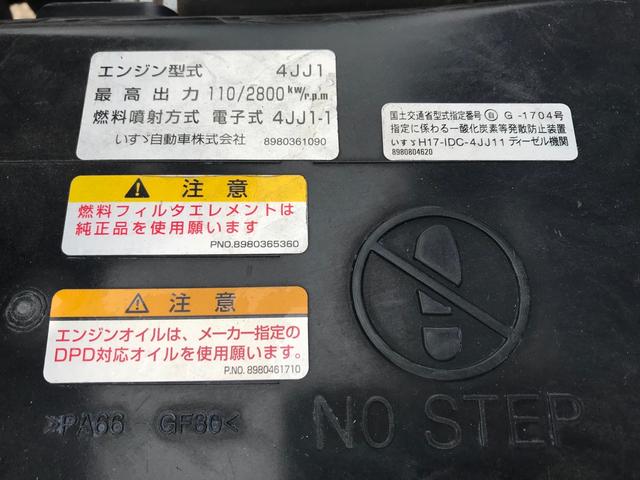 エンジン型式 4JJ1
最高出力 110/2800kW/r.p.m
燃料噴射方式 電子式 4JJ1-1
いすゞ自動車株式会社 8980361090
国土交通省型式指定番号 自 G-1704号
指定に係わる一酸化炭素等発散防止装置
いすゞH17-IDC-4JJ11 ディーゼル機関
8980804620
注意
燃料フィルタエレメントは
純正品を使用願います
PNO.8980365360
注意
エンジンオイルは、メーカー指定の
DPD対応オイルを使用願います。
P.NO. 8980461710
>PA66-GF30<
NO STEP